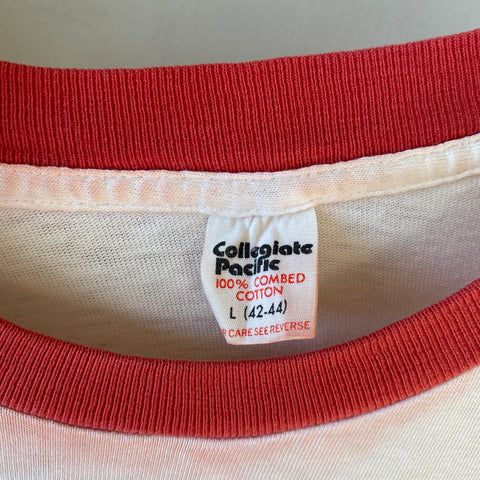 Collegiate
Pacific
100% COMBED
COTTON
L (42-44)
R CARE SEE REVERSE